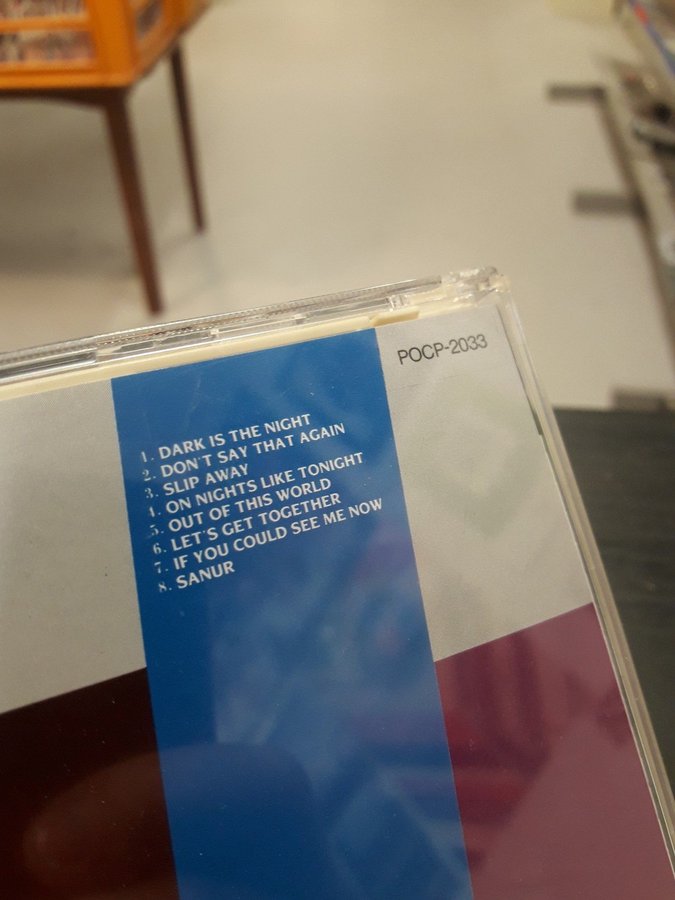 POCP-2033
1. DARK IS THE NIGHT
2. DON'T SAY THAT AGAIN
3. SLIP AWAY
4. ON NIGHTS LIKE TONIGHT
5. OUT OF THIS WORLD
6. LET'S GET TOGETHER
7. IF YOU COULD SEE ME NOW
8. SANUR